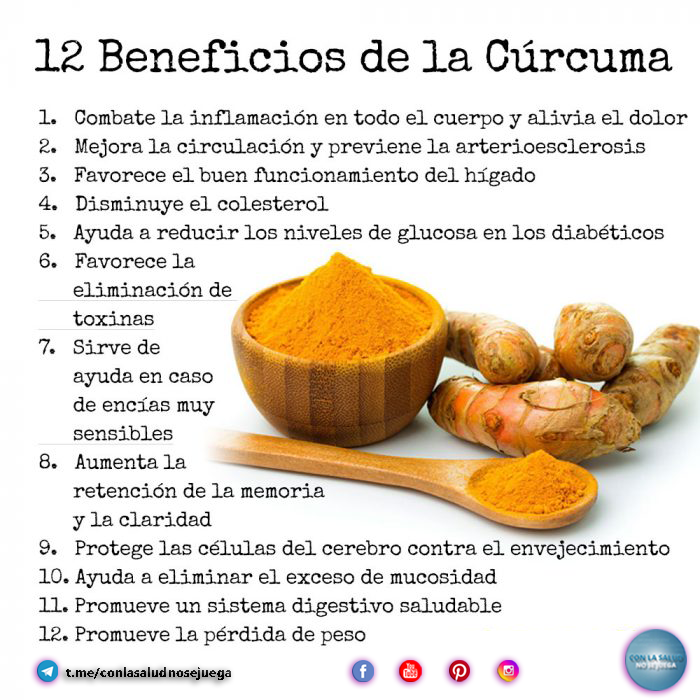 12 Beneficios de la Cúrcuma
1. Combate la inflamación en todo el cuerpo y alivia el dolor
2. Mejora la circulación y previene la arterioesclerosis
3. Favorece el buen funcionamiento del hígado
4. Disminuye el colesterol
5. Ayuda a reducir los niveles de glucosa en los diabéticos
6. Favorece la
eliminación de
toxinas
7. Sirve de
ayuda en caso
de encías muy
sensibles
8. Aumenta la
retención de la memoria
y la claridad
9. Protege las células del cerebro contra el envejecimiento
10. Ayuda a eliminar el exceso de mucosidad
11. Promueve un sistema digestivo saludable
12. Promueve la pérdida de peso
t.me/conlasaludnosejuega
You
Tube
CON LA SALUD
NO SE JUEGA